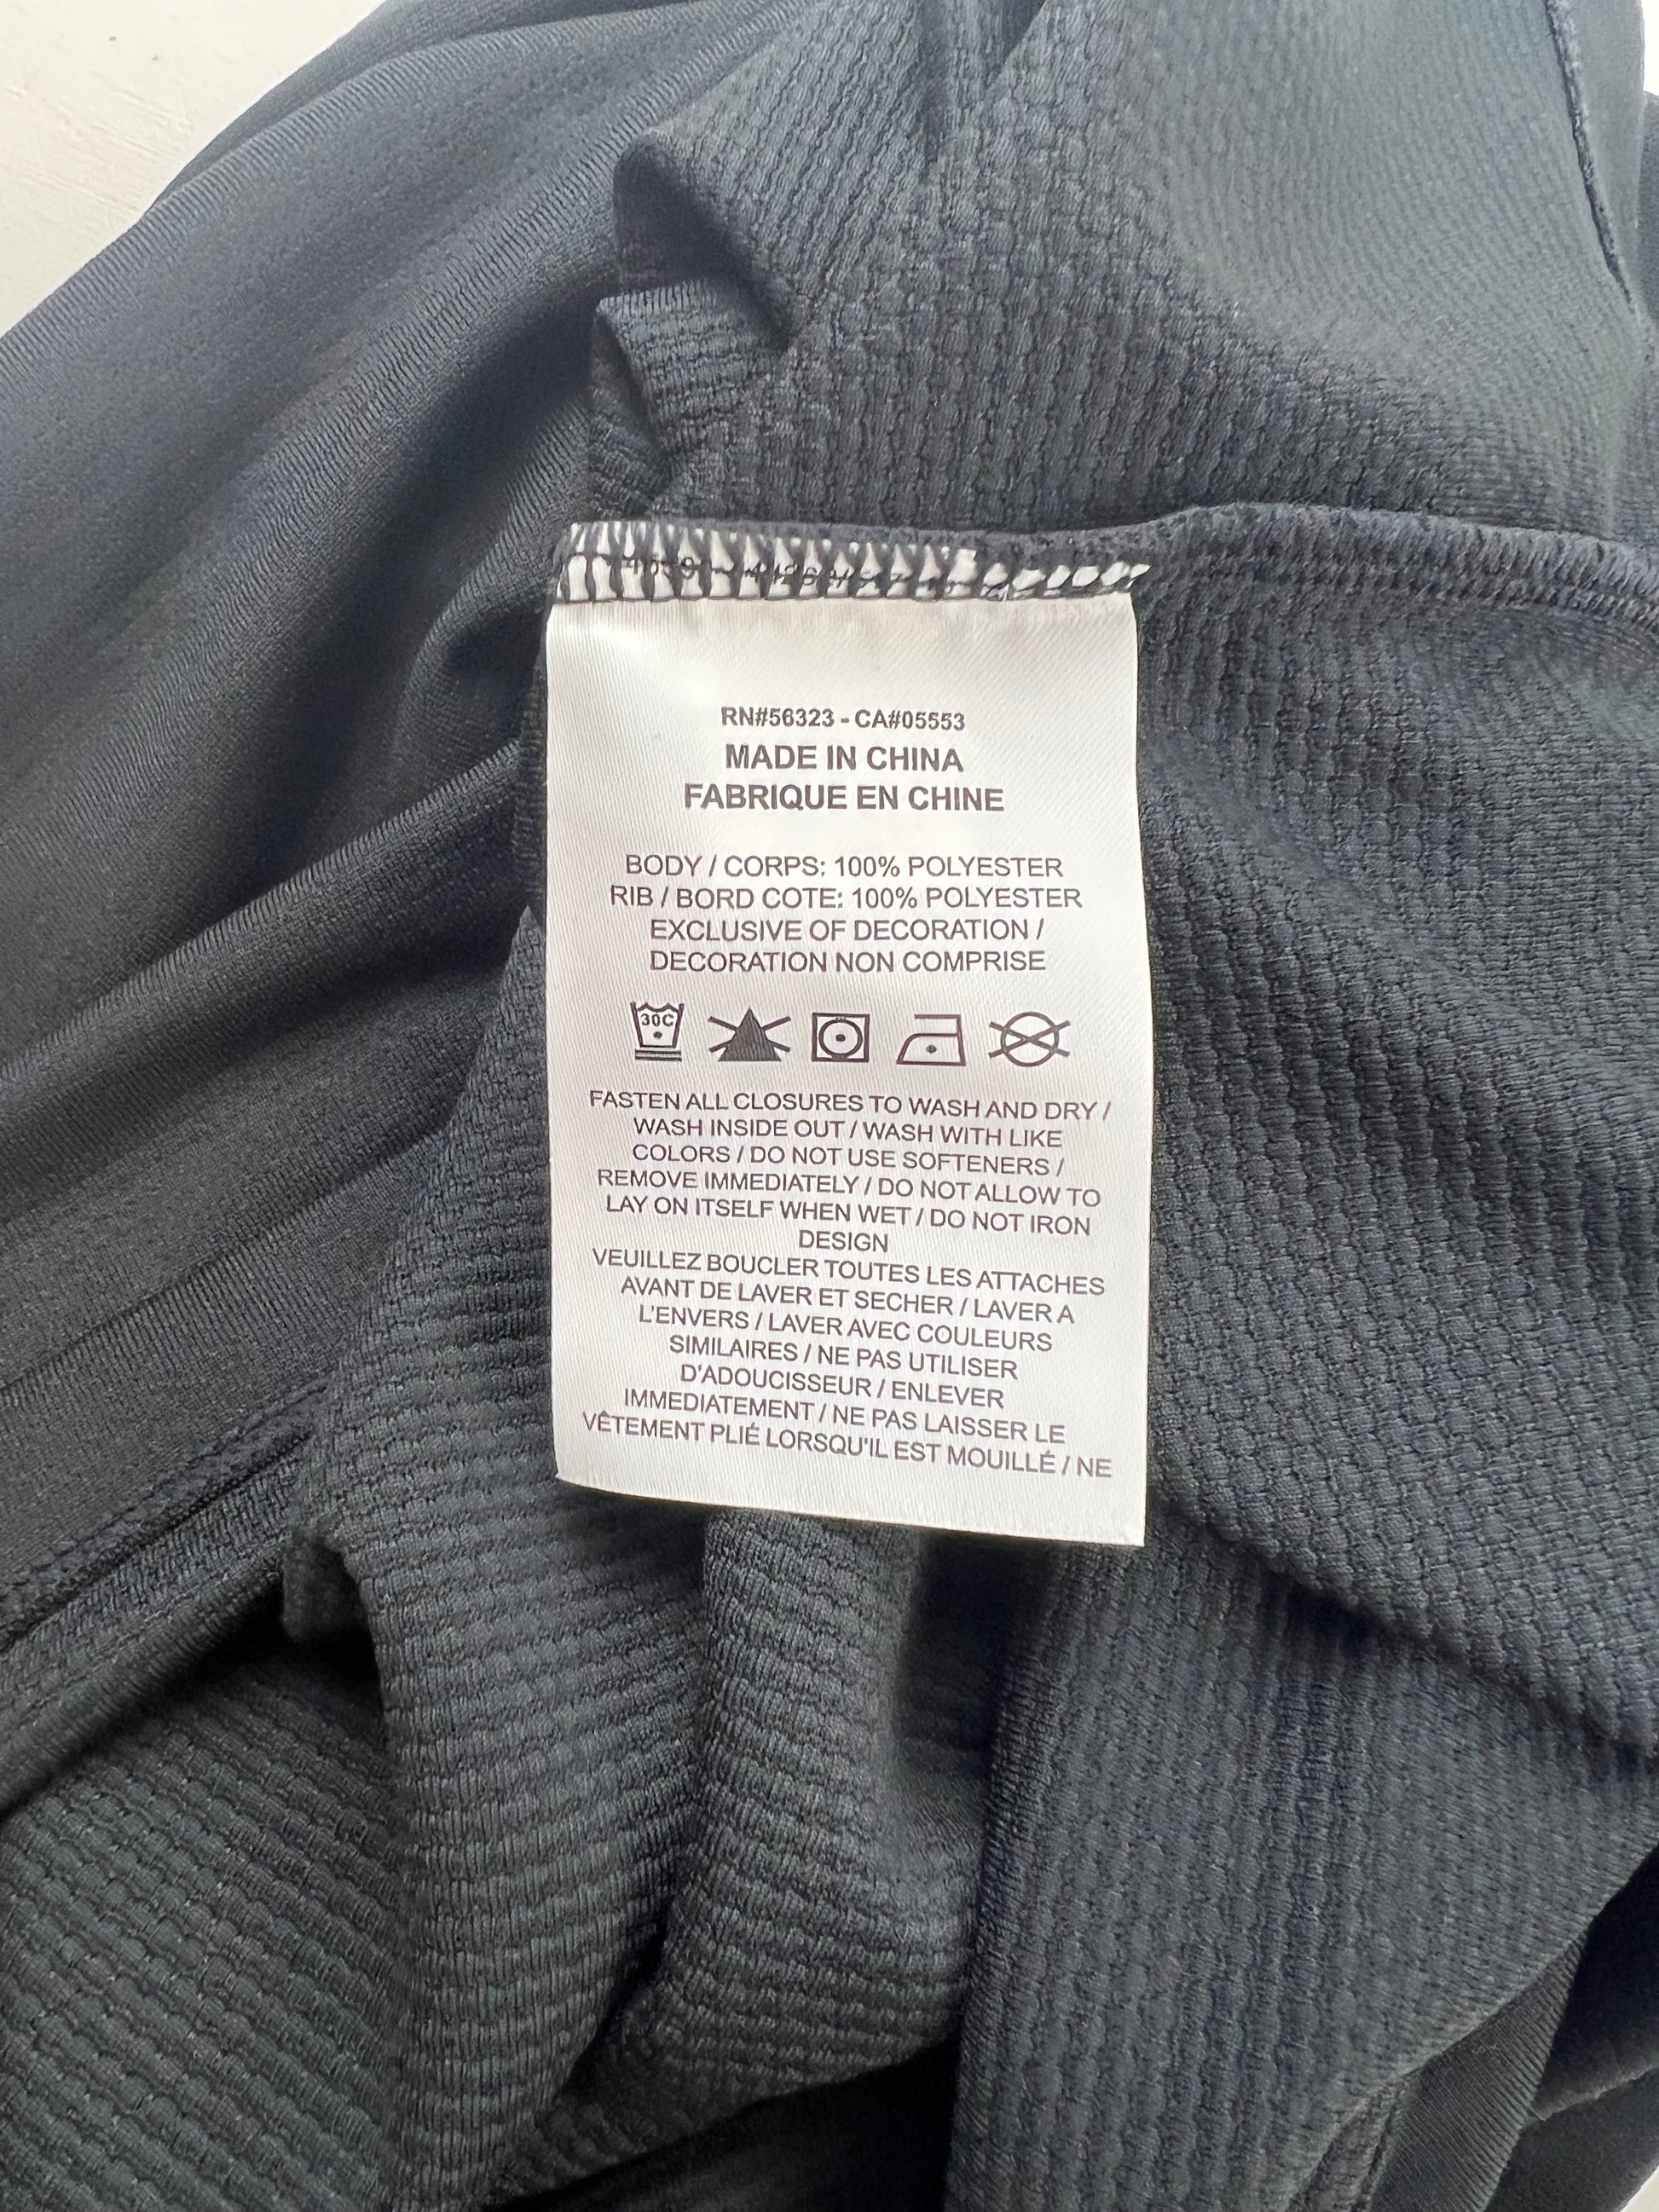 RN#56323 - CA#05553
MADE IN CHINA
FABRIQUE EN CHINE
BODY / CORPS: 100% POLYESTER
RIB / BORD COTE: 100% POLYESTER
EXCLUSIVE OF DECORATION /
DECORATION NON COMPRISE
30C
FASTEN ALL CLOSURES TO WASH AND DRY /
WASH INSIDE OUT / WASH WITH LIKE
COLORS / DO NOT USE SOFTENERS /
REMOVE IMMEDIATELY / DO NOT ALLOW TO
LAY ON ITSELF WHEN WET / DO NOT IRON
DESIGN
VEUILLEZ BOUCLER TOUTES LES ATTACHES
AVANT DE LAVER ET SECHER / LAVER A
L'ENVERS / LAVER AVEC COULEURS
SIMILAIRES / NE PAS UTILISER
D'ADOUCISSEUR / ENLEVER
IMMEDIATEMENT / NE PAS LAISSER LE
VÊTEMENT PLIÉ LORSQU'IL EST MOUILLÉ / NE